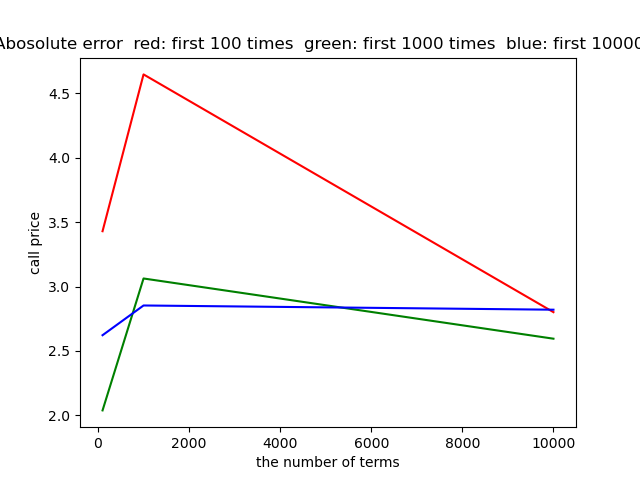 Abosolute error  red: first 100 times  green: first 1000 times  blue: first 10000
4.5
4.0
3.5
3.0
2.5
2.0
call price
0 2000 4000 6000 8000 10000
the number of terms